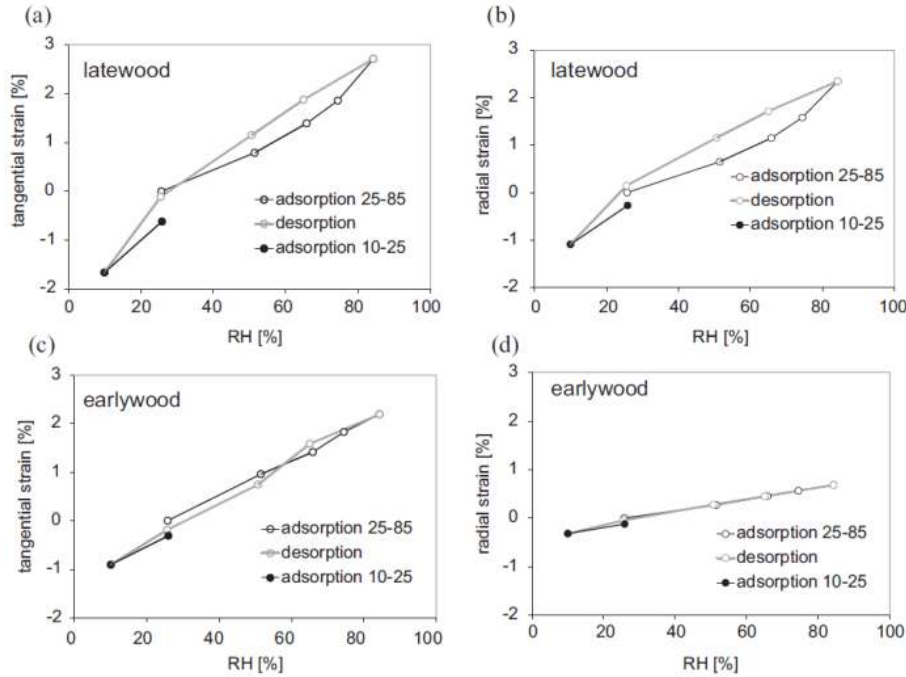 (a)
3
2
1
0
-1
-2
tangential strain [%]
latewood
adsorption 25-85
desorption
adsorption 10-25
0 20 40 60 80 100
RH [%]
(b)
3
2
1
0
-1
-2
radial strain [%]
latewood
adsorption 25-85
desorption
adsorption 10-25
0 20 40 60 80 100
RH [%]
(c)
3
2
1
0
-1
-2
tangential strain [%]
earlywood
adsorption 25-85
desorption
adsorption 10-25
0 20 40 60 80 100
RH [%]
(d)
3
2
1
0
-1
-2
radial strain [%]
earlywood
adsorption 25-85
desorption
adsorption 10-25
0 20 40 60 80 100
RH [%]